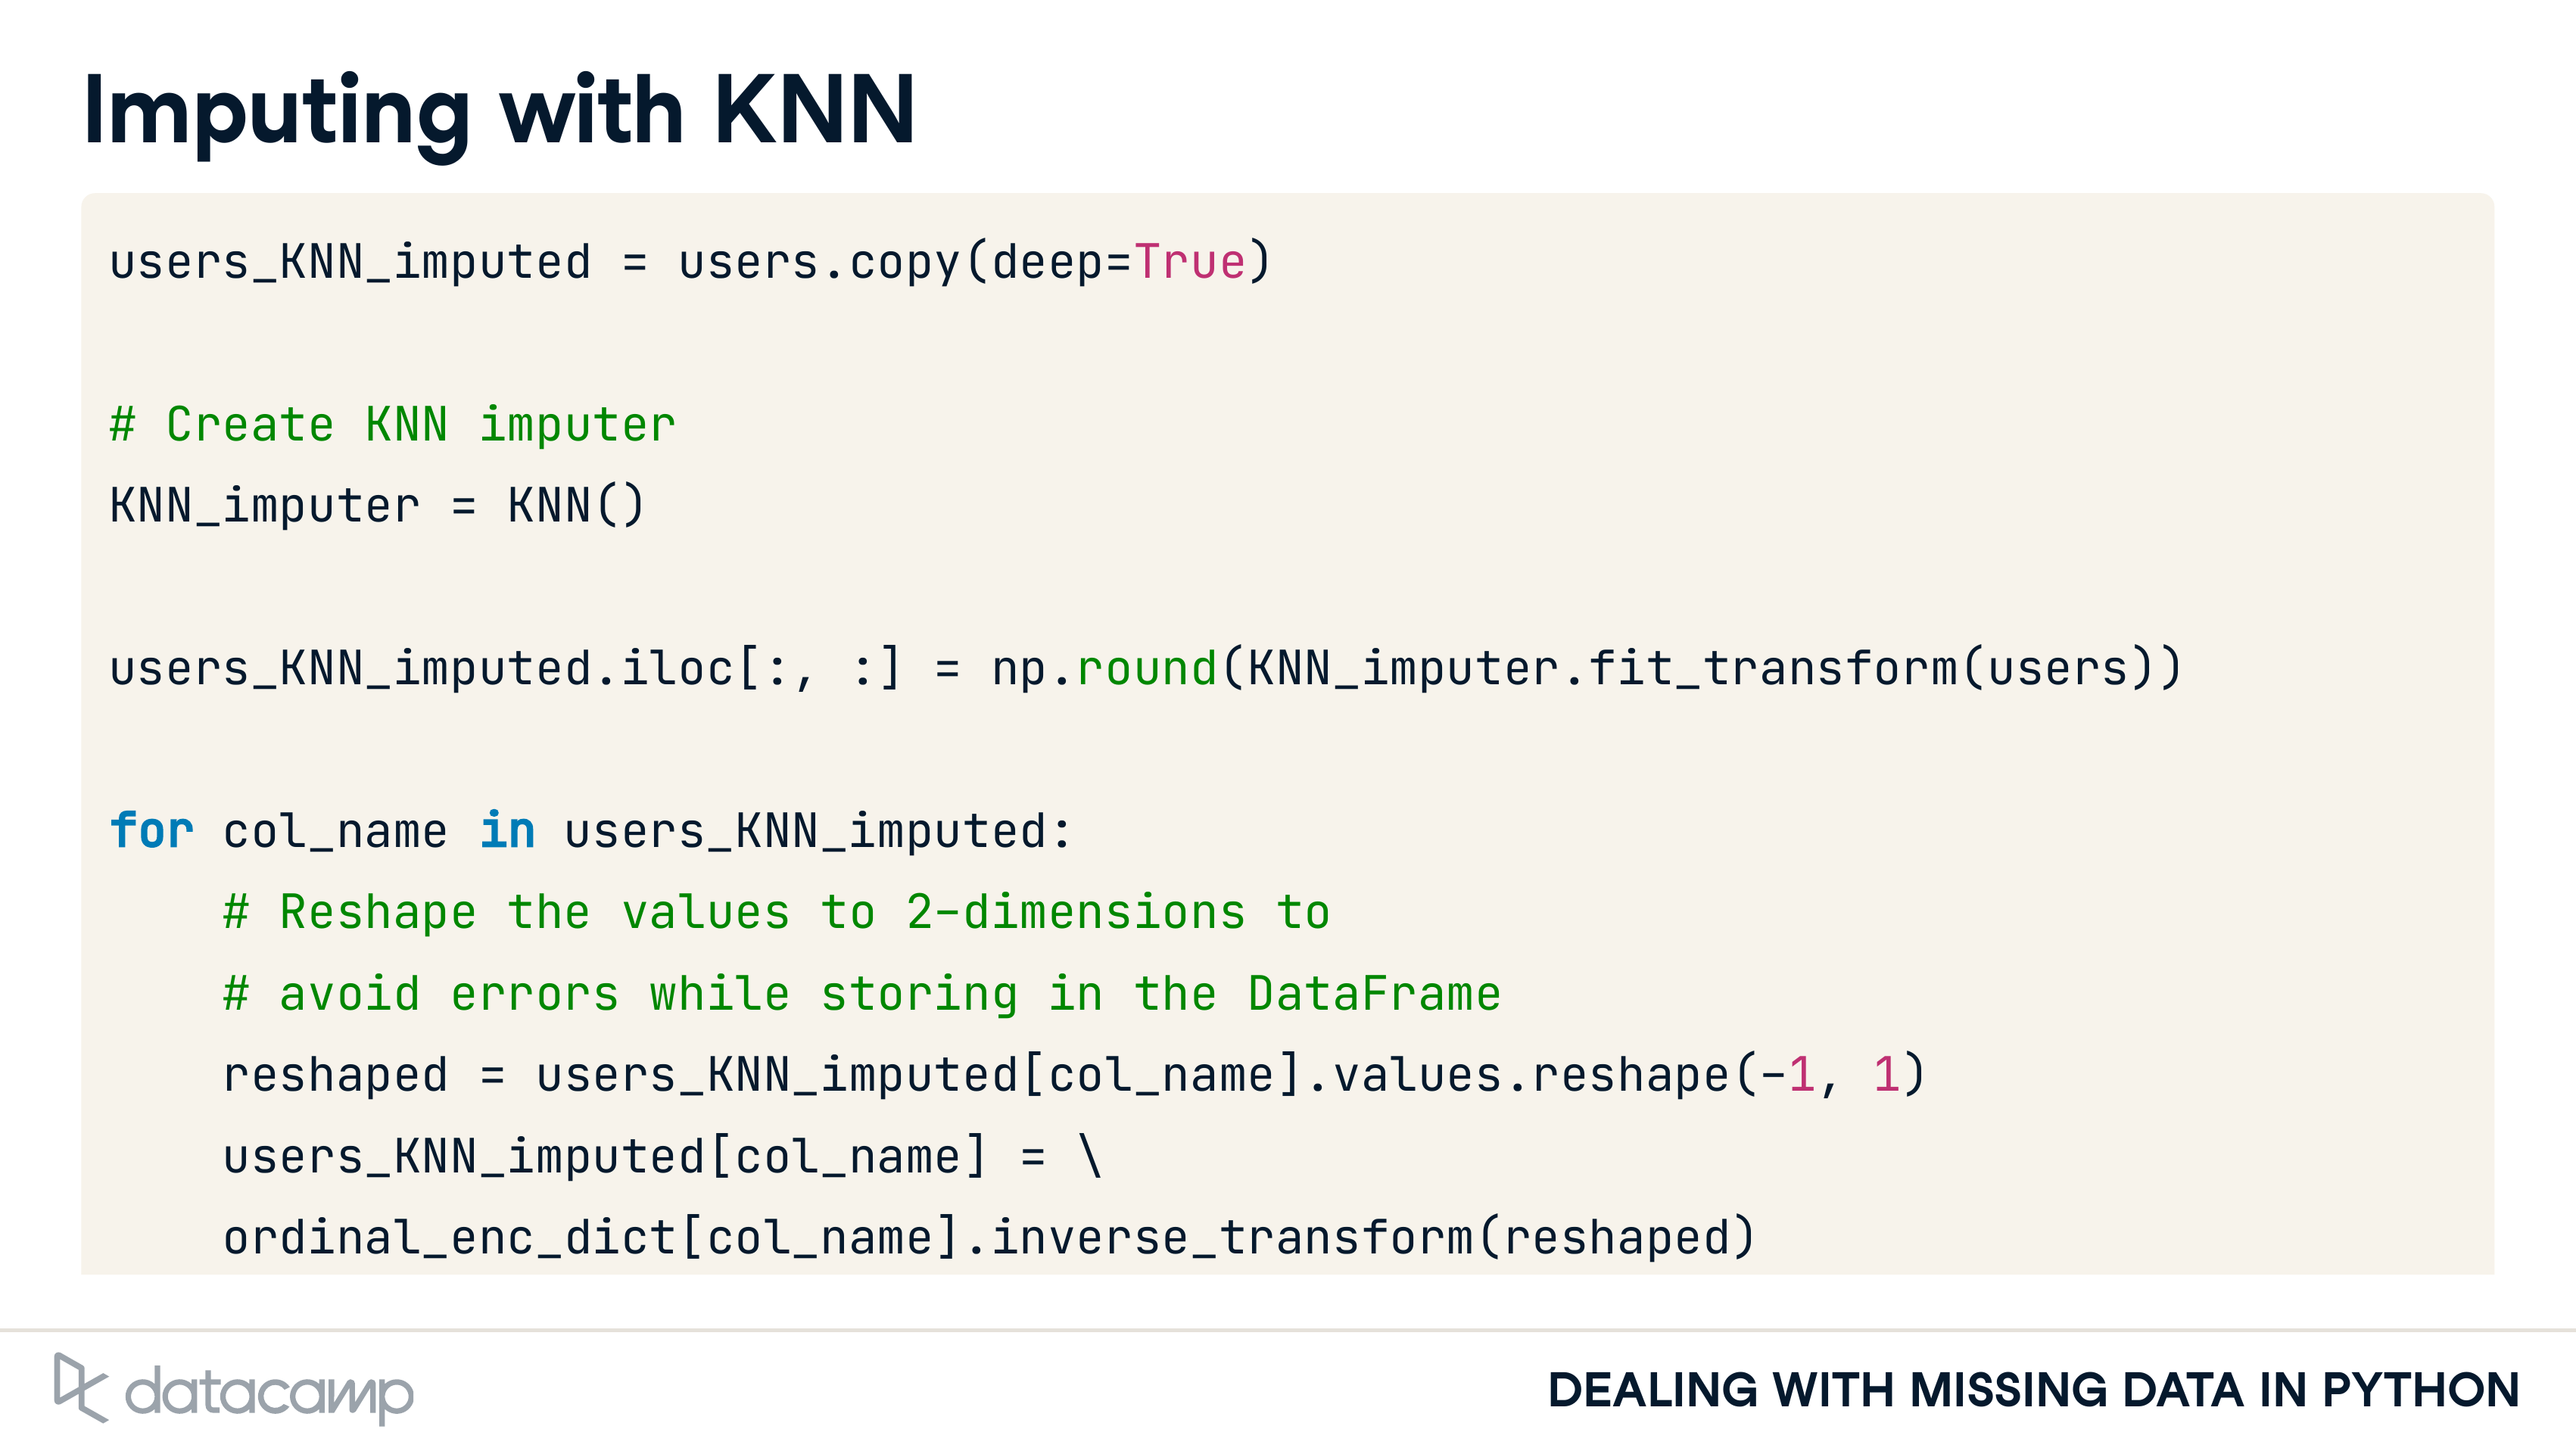 Imputing with KNN
users_KNN_imputed = users.copy(deep=True)
# Create KNN imputer
KNN_imputer = KNN()
users_KNN_imputed.iloc[:, :] = np.round(KNN_imputer.fit_transform(users))
for col_name in users_KNN_imputed:
    # Reshape the values to 2-dimensions to
    # avoid errors while storing in the DataFrame
    reshaped = users_KNN_imputed[col_name].values.reshape(-1, 1)
    users_KNN_imputed[col_name] = \
    ordinal_enc_dict[col_name].inverse_transform(reshaped)
datacamp
DEALING WITH MISSING DATA IN PYTHON